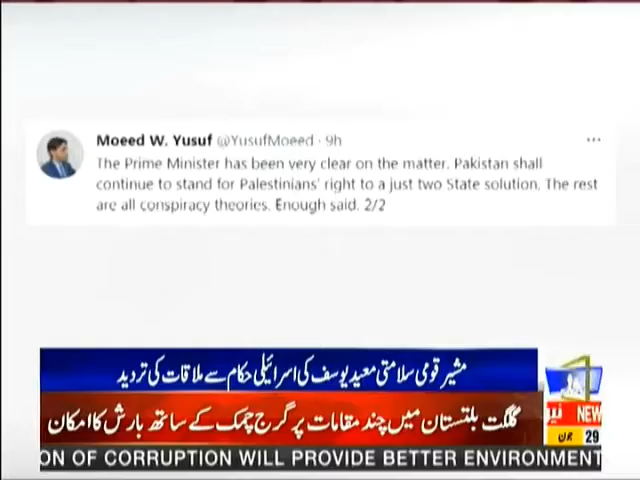 Moeed W. Yusuf @YusufMoeed · 9h
The Prime Minister has been very clear on the matter. Pakistan shall
continue to stand for Palestinians' right to a just two State solution. The rest
are all conspiracy theories. Enough said. 2/2
مشیر قومی سلامتی معید یوسف کی اسرائیلی حکام سے ملاقات کی تردید
گلگت بلتستان میں چند مقامات پر گرج چمک کے ساتھ بارش کا امکان
نیوز NEW
جون 29
ON OF CORRUPTION WILL PROVIDE BETTER ENVIRONMENT